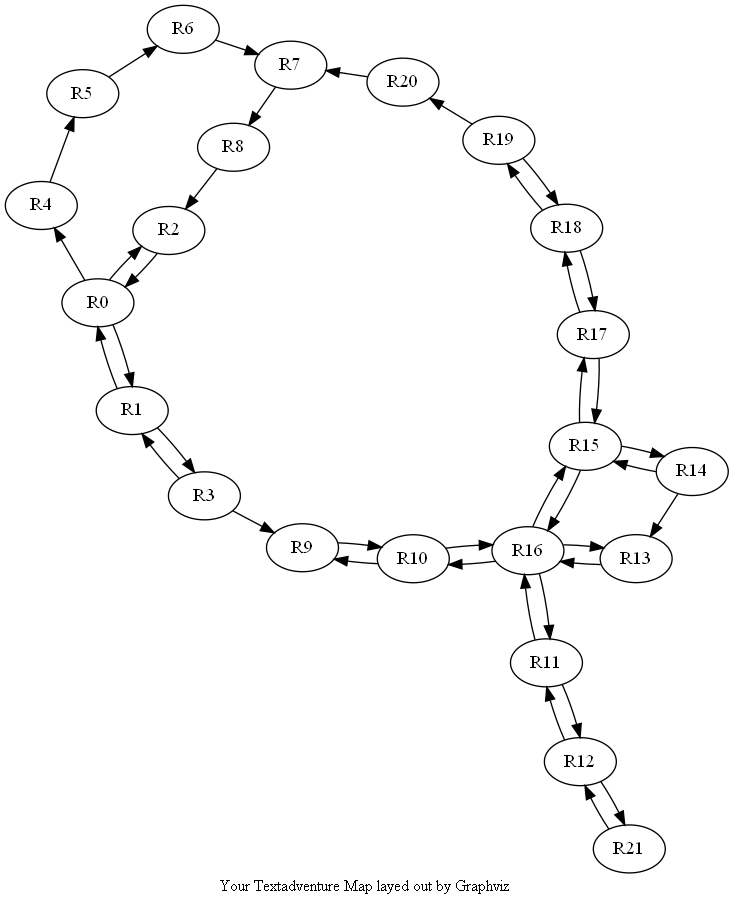 R6
R7
R20
R5
R19
R8
R4
R2
R18
R0
R17
R1
R15
R14
R3
R9
R10
R16
R13
R11
R12
R21
Your Textadventure Map layed out by Graphviz